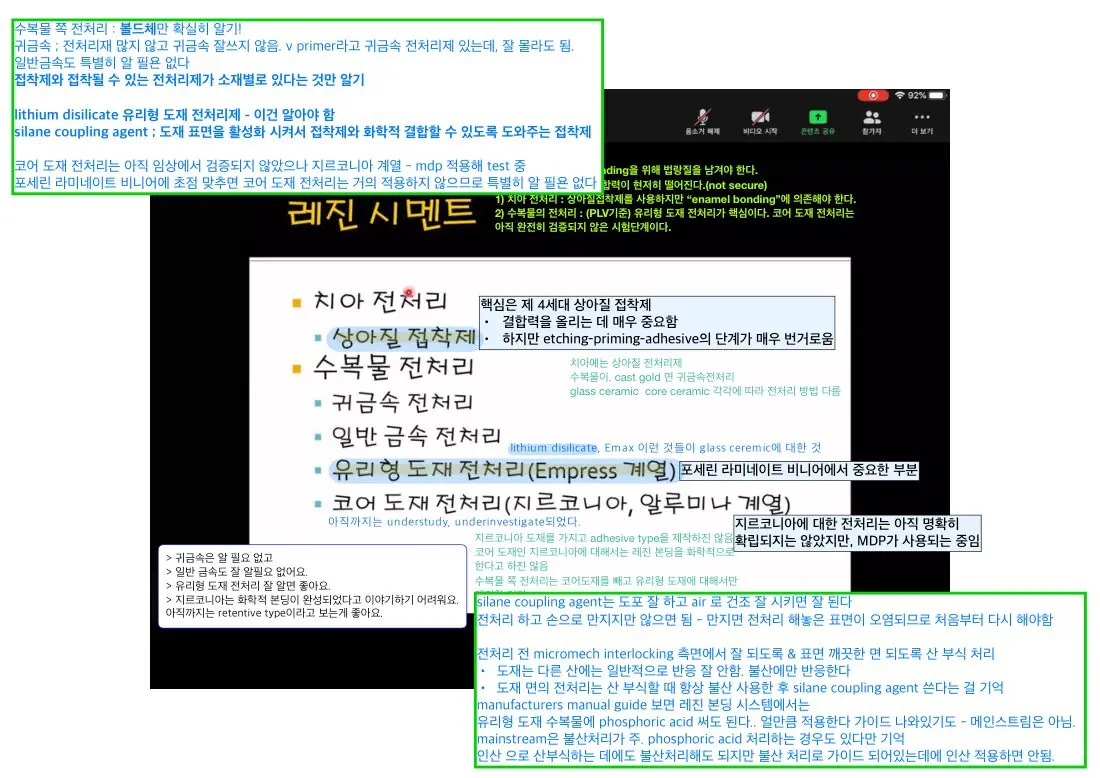 수복물 쪽 전처리 : 볼드체만 확실히 알기!
귀금속 ; 전처리재 많지 않고 귀금속 잘쓰지 않음. v primer라고 귀금속 전처리제 있는데, 잘 몰라도 됨.
일반금속도 특별히 알 필요 없다
접착제와 접착될 수 있는 전처리제가 소재별로 있다는 것만 알기
lithium disilicate 유리형 도재 전처리제 - 이건 알아야 함
silane coupling agent ; 도재 표면을 활성화 시켜서 접착제와 화학적 결합할 수 있도록 도와주는 접착제
코어 도재 전처리는 아직 임상에서 검증되지 않았으나 지르코니아 계열 – mdp 적용해 test 중
포세린 라미네이트 비니어에 초점 맞추면 코어 도재 전처리는 거의 적용하지 않으므로 특별히 알 필욘 없다
92%
음소거 해제
비디오 시작
콘텐츠 공유
참가자
더 보기
nding을 위해 법랑질을 남겨야 한다.
합력이 현저히 떨어진다.(not secure)
1) 치아 전처리 : 상아질접착제를 사용하지만 “enamel bonding”에 의존해야 한다.
2) 수복물의 전처리 : (PLV기준) 유리형 도재 전처리가 핵심이다. 코어 도재 전처리는
아직 완전히 검증되지 않은 시험단계이다.
레진 시멘트
치아 전처리
핵심은 제 4세대 상아질 접착제
• 결합력을 올리는 데 매우 중요함
상아질 접착제
• 하지만 etching-priming-adhesive의 단계가 매우 번거로움
수복물 전처리
치아에는 상아질 전처리제
수복물이. cast gold 면 귀금속전처리
glass ceramic core ceramic 각각에 따라 전처리 방법 다름
귀금속 전처리
일반 금속 전처리
lithium disilicate, Emax 이런 것들이 glass ceremic에 대한 것
유리형 도재 전처리(Empress 계열)
포세린 라미네이트 비니어에서 중요한 부분
코어 도재 전처리(지르코니아, 알루미나 계열)
아직까지는 understudy, underinvestigate되었다.
지르코니아에 대한 전처리는 아직 명확히
확립되지는 않았지만, MDP가 사용되는 중임
지르코니아 도재를 가지고 adhesive type을 제작하진 않음
코어 도재인 지르코니아에 대해서는 레진 본딩을 화학적으로
한다고 하진 않음
수복물 쪽 전처리는 코어도재를 빼고 유리형 도재에 대해서만
> 귀금속은 알 필요 없고
> 일반 금속도 잘 알필요 없어요.
> 유리형 도재 전처리 잘 알면 좋아요.
> 지르코니아는 화학적 본딩이 완성되었다고 이야기하기 어려워요.
아직까지는 retentive type이라고 보는게 좋아요.
silane coupling agent는 도포 잘 하고 air 로 건조 잘 시키면 잘 된다
전처리 하고 손으로 만지지만 않으면 됨 – 만지면 전처리 해놓은 표면이 오염되므로 처음부터 다시 해야함
전처리 전 micromech interlocking 측면에서 잘 되도록 & 표면 깨끗한 면 되도록 산 부식 처리
• 도재는 다른 산에는 일반적으로 반응 잘 안함. 불산에만 반응한다
• 도재 면의 전처리는 산 부식할 때 항상 불산 사용한 후 silane coupling agent 쓴다는 걸 기억
manufacturers manual guide 보면 레진 본딩 시스템에서는
유리형 도재 수복물에 phosphoric acid 써도 된다.. 얼만큼 적용한다 가이드 나와있기도 – 메인스트림은 아님.
mainstream은 불산처리가 주. phosphoric acid 처리하는 경우도 있다만 기억
인산 으로 산부식하는 데에도 불산처리해도 되지만 불산 처리로 가이드 되어있는데에 인산 적용하면 안됨.